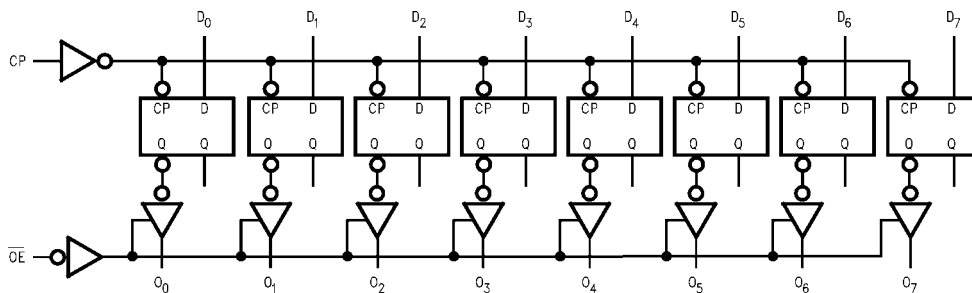 D0 D1 D2 D3 D4 D5 D6 D7
CP
CP D CP D CP D CP D CP D CP D CP D CP D
Q Q Q Q Q Q Q Q Q Q Q Q Q Q Q Q
OE
O0 O1 O2 O3 O4 O5 O6 O7